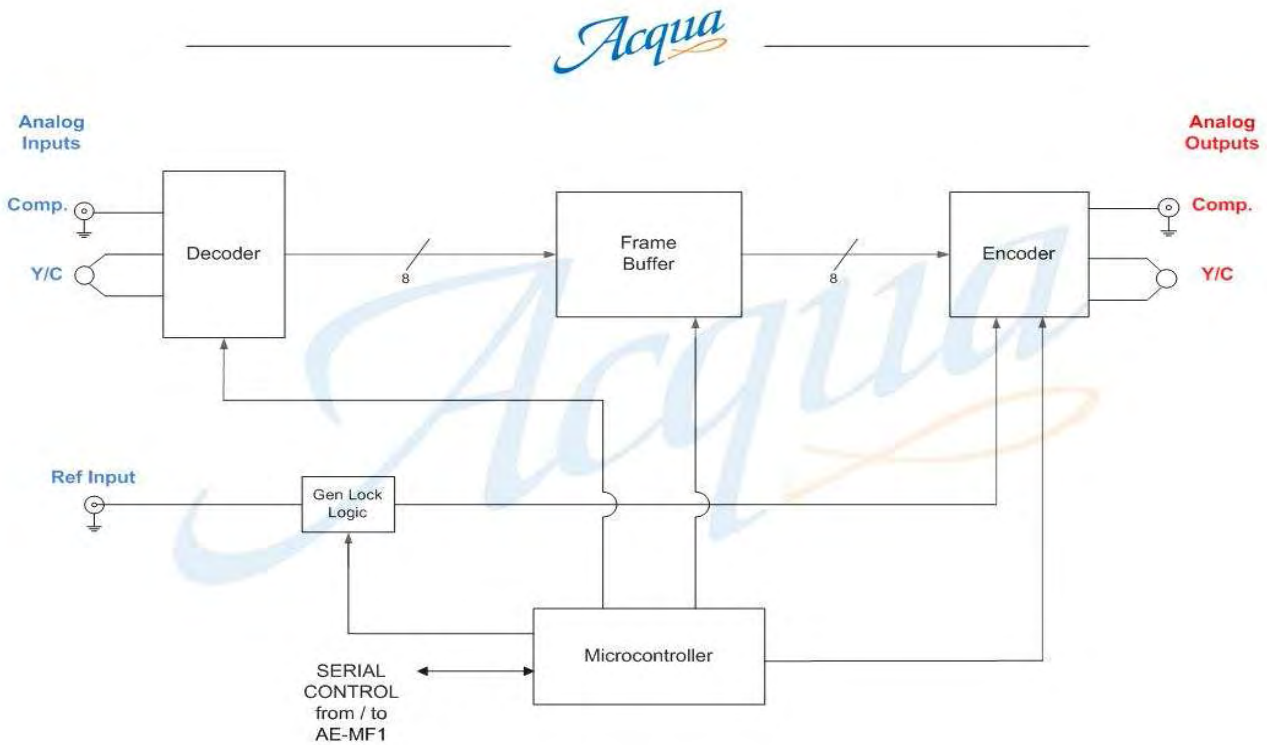 Acqua
Analog
Inputs
Analog
Outputs
Comp.
Decoder
8
Frame
Buffer
8
Encoder
Comp.
Y/C
Y/C
Acqua
Ref Input
Gen Lock
Logic
Microcontroller
SERIAL
CONTROL
from / to
AE-MF1